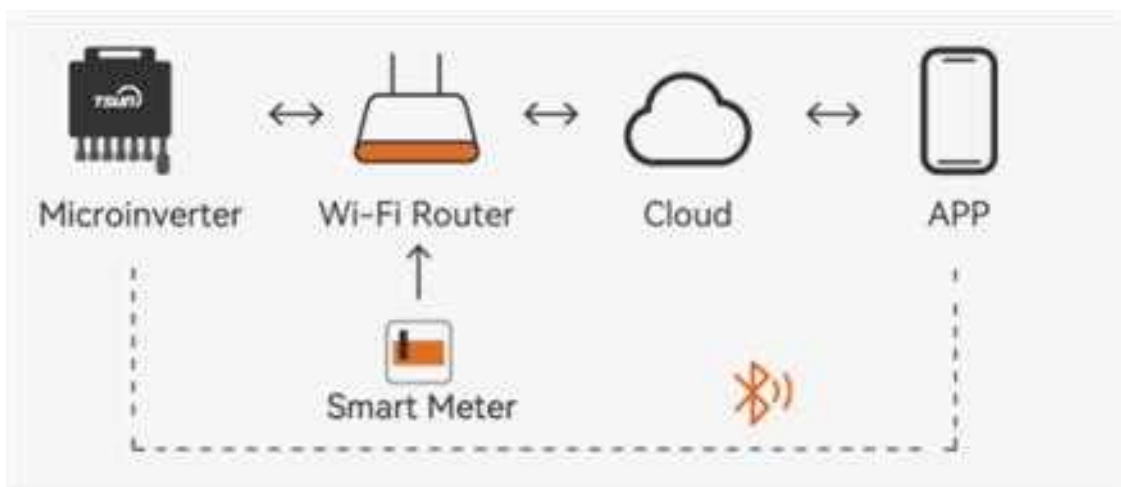 TSUN
Microinverter
Wi-Fi Router
Cloud
APP
Smart Meter